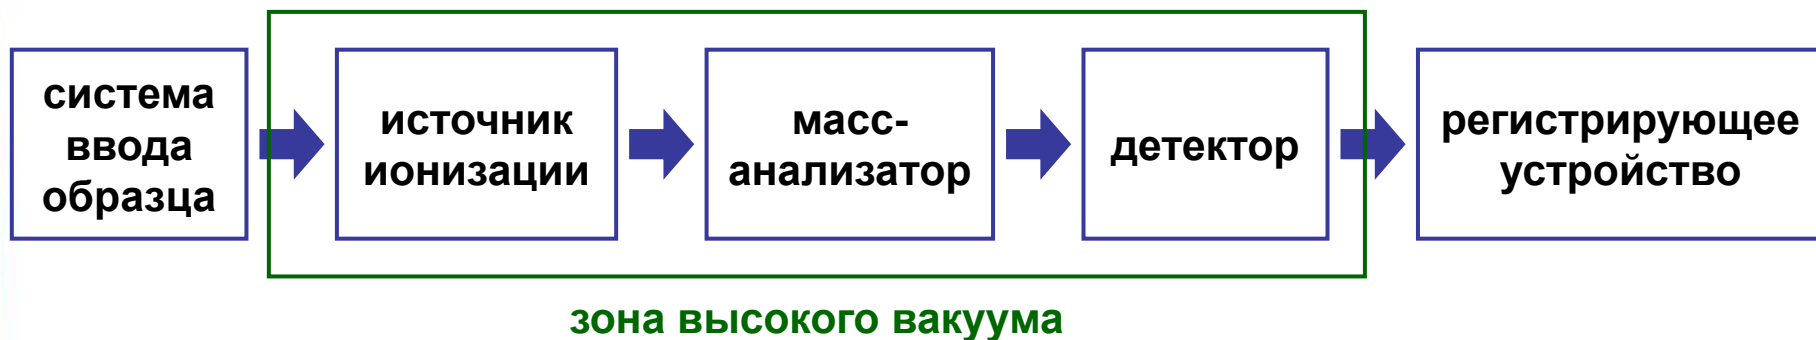 система
ввода
образца
источник
ионизации
масс-
анализатор
детектор
регистрирующее
устройство
зона высокого вакуума